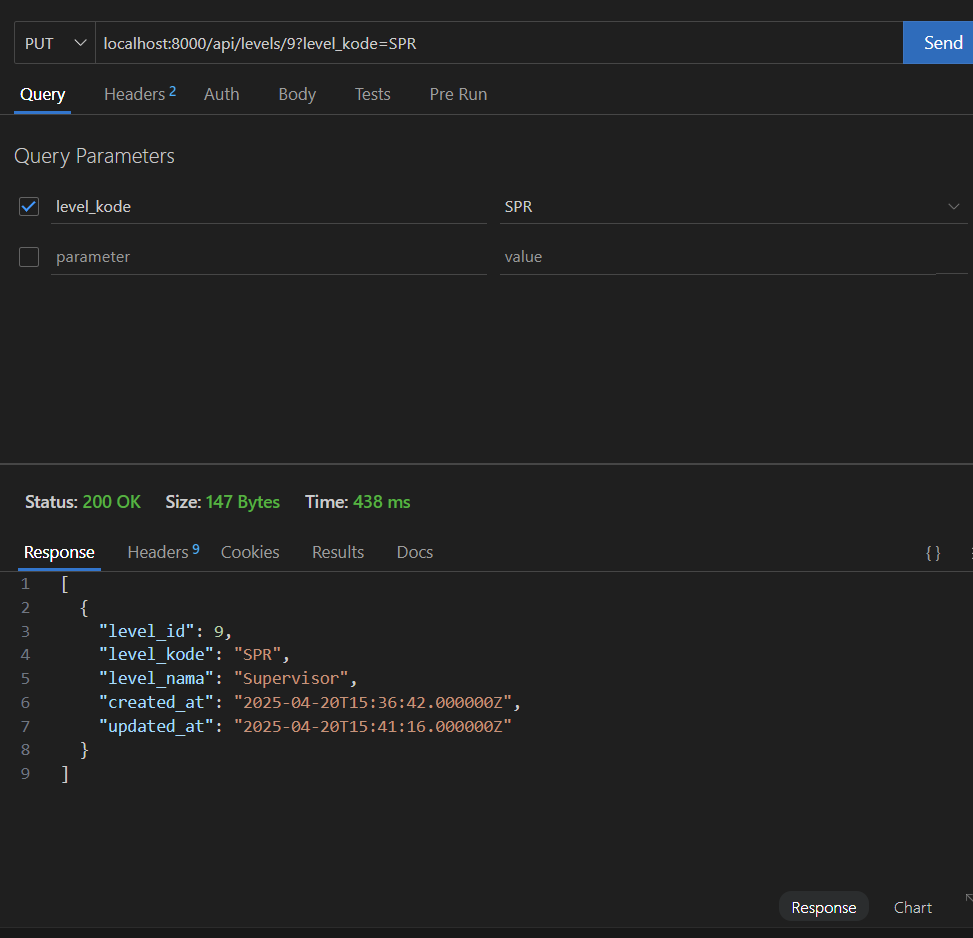 PUT localhost:8000/api/levels/9?level_kode=SPR Send
Query Headers 2 Auth Body Tests Pre Run
Query Parameters
level_kode SPR
parameter value
Status: 200 OK Size: 147 Bytes Time: 438 ms
Response Headers 9 Cookies Results Docs { }
1 [
2 {
3 "level_id": 9,
4 "level_kode": "SPR",
5 "level_nama": "Supervisor",
6 "created_at": "2025-04-20T15:36:42.000000Z",
7 "updated_at": "2025-04-20T15:41:16.000000Z"
8 }
9 ]
Response Chart